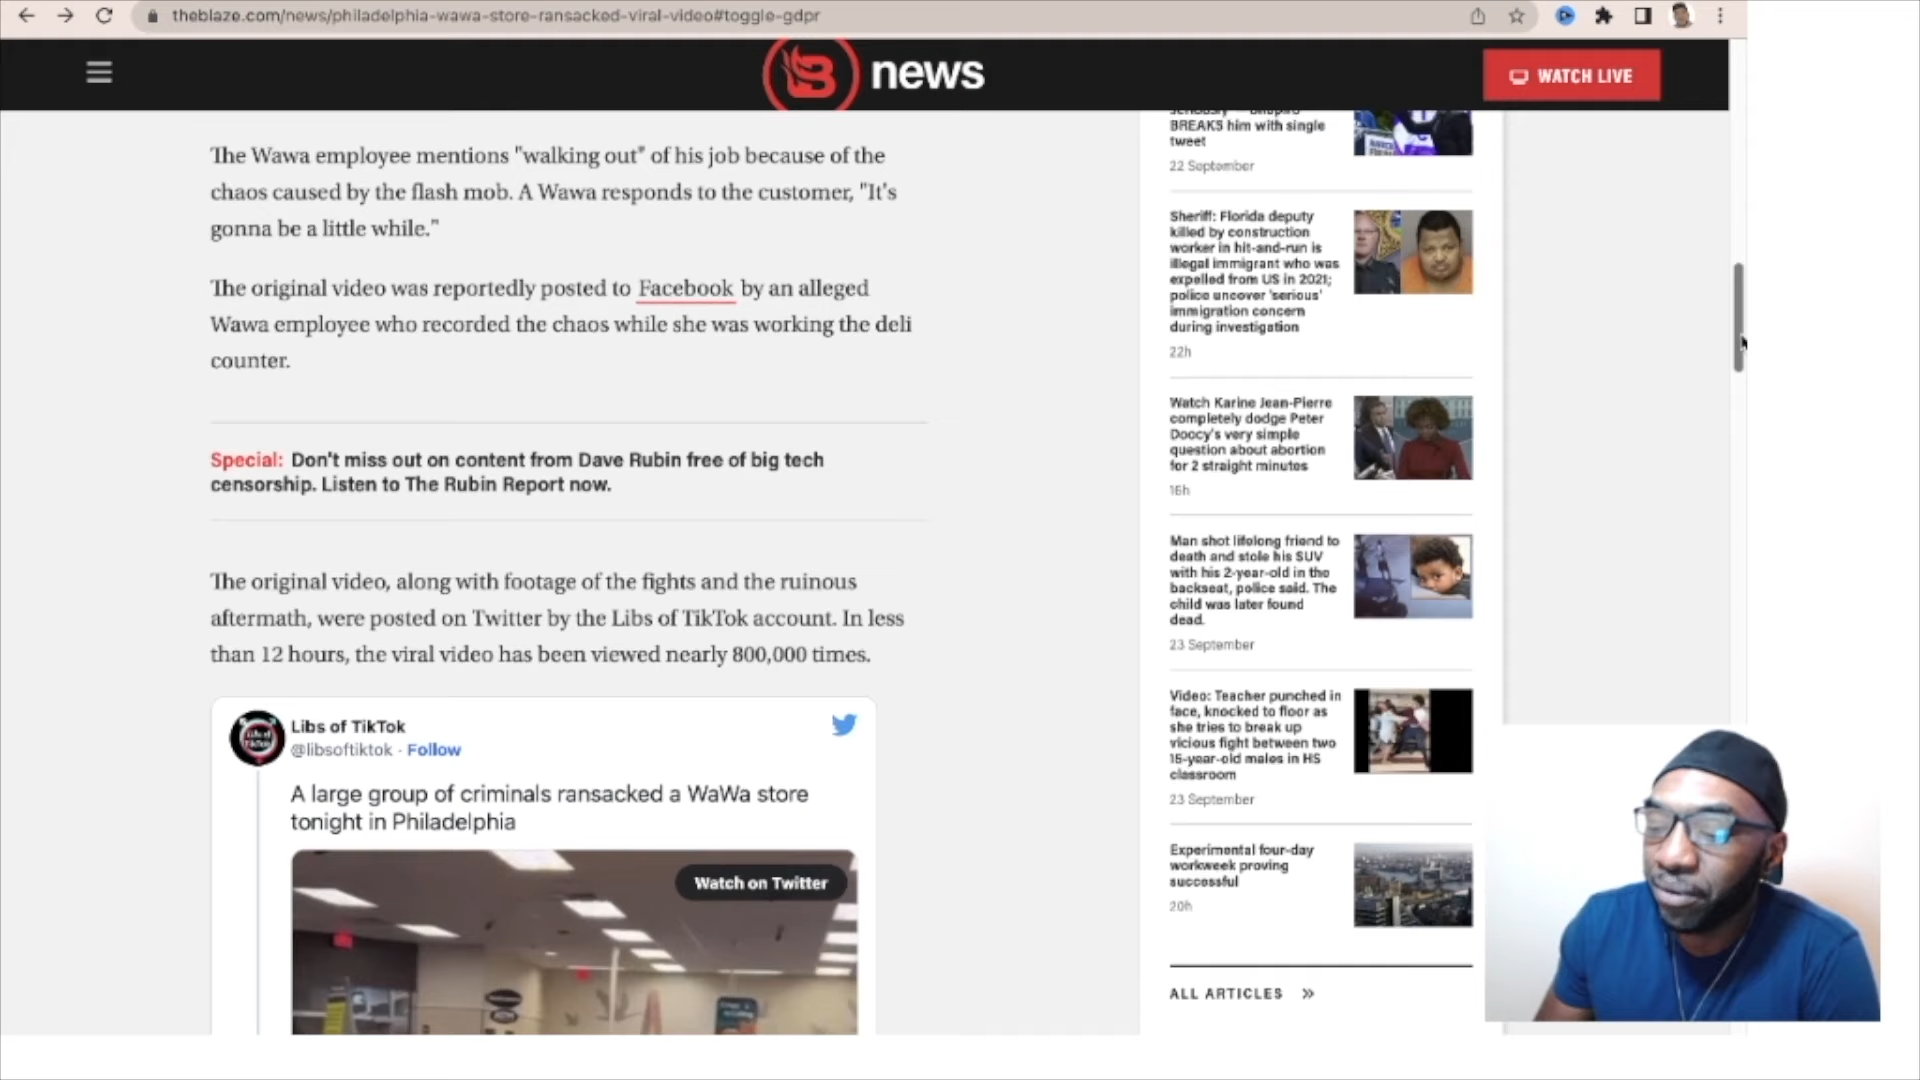 theblaze.com/news/philadelphia-wawa-store-ransacked-viral-video#toggle-gdpr
news
WATCH LIVE
The Wawa employee mentions "walking out" of his job because of the
chaos caused by the flash mob. A Wawa responds to the customer, "It's
gonna be a little while."
The original video was reportedly posted to Facebook by an alleged
Wawa employee who recorded the chaos while she was working the deli
counter.
Special: Don't miss out on content from Dave Rubin free of big tech
censorship. Listen to The Rubin Report now.
The original video, along with footage of the fights and the ruinous
aftermath, were posted on Twitter by the Libs of TikTok account. In less
than 12 hours, the viral video has been viewed nearly 800,000 times.
Libs of TikTok
@libsoftiktok · Follow
A large group of criminals ransacked a WaWa store
tonight in Philadelphia
Watch on Twitter
BREAKS him with single
tweet
22 September
Sheriff: Florida deputy
killed by construction
worker in hit-and-run is
illegal immigrant who was
expelled from US in 2021;
police uncover 'serious'
immigration concern
during investigation
22h
Watch Karine Jean-Pierre
completely dodge Peter
Doocy's very simple
question about abortion
for 2 straight minutes
16h
Man shot lifelong friend to
death and stole his SUV
with his 2-year-old in the
backseat, police said. The
child was later found
dead.
23 September
Video: Teacher punched in
face, knocked to floor as
she tries to break up
vicious fight between two
15-year-old males in HS
classroom
23 September
Experimental four-day
workweek proving
successful
20h
ALL ARTICLES »